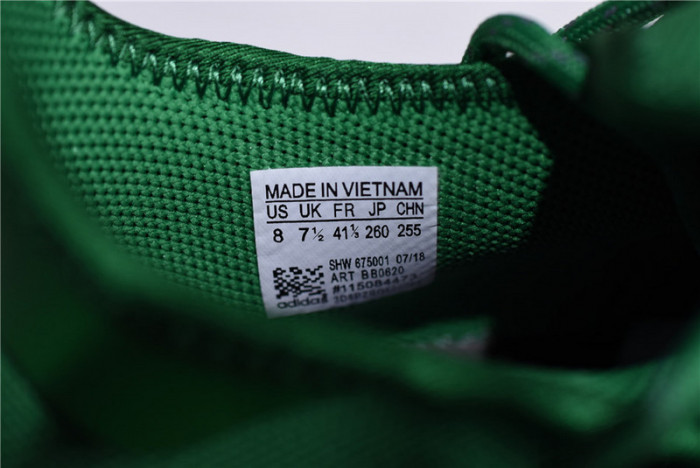 MADE IN VIETNAM
US UK FR JP CHN
8 7½ 41⅓ 260 255
SHW 675001 07/18
ART BB0620
adidas